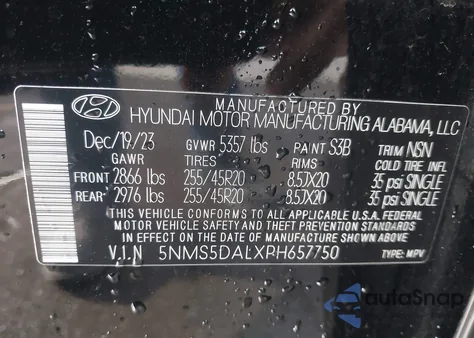 MANUFACTURED BY
HYUNDAI MOTOR MANUFACTURING ALABAMA, LLC
Dec/19/23 GVWR 5357 lbs PAINT S3B TRIM NSN
GAWR TIRES RIMS COLD TIRE INFL
FRONT 2866 lbs 255/45R20 8.5JX20 35 psi SINGLE
REAR 2976 lbs 255/45R20 8.5JX20 35 psi SINGLE
THIS VEHICLE CONFORMS TO ALL APPLICABLE U.S.A. FEDERAL
MOTOR VEHICLE SAFETY AND THEFT PREVENTION STANDARDS
IN EFFECT ON THE DATE OF MANUFACTURE SHOWN ABOVE.
V.I.N 5NMS5DALXRH657750 TYPE: MPV
autoSnap